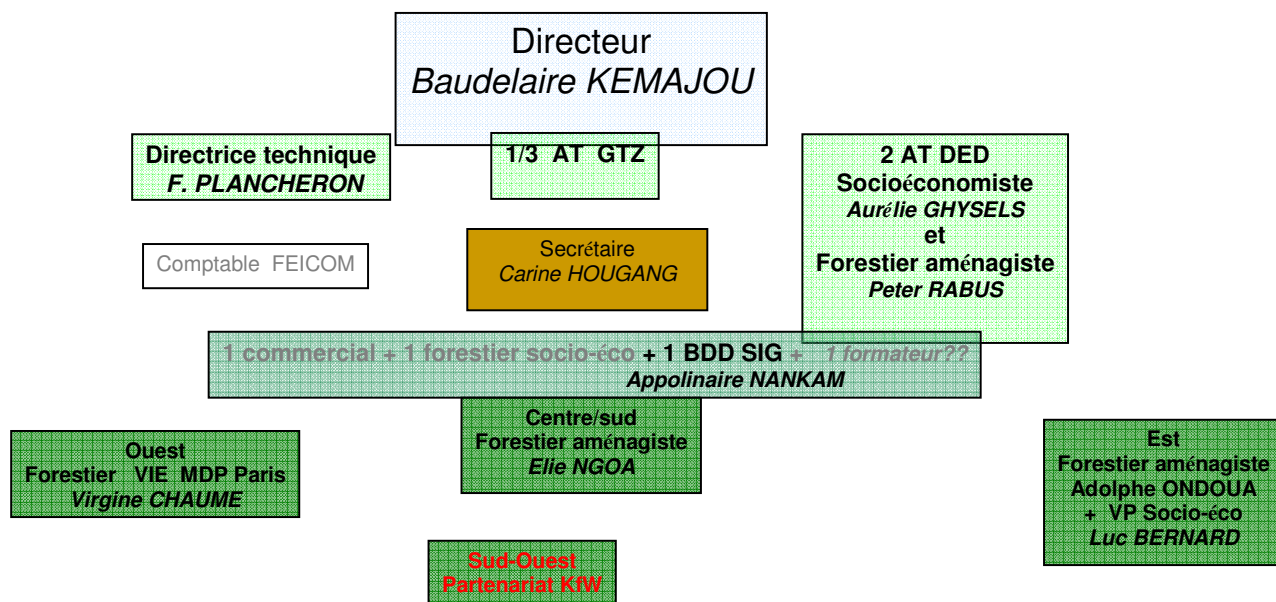 Directeur
Baudelaire KEMAJOU
Directrice technique
F. PLANCHERON
1/3 AT GTZ
2 AT DED
Socioéconomiste
Aurélie GHYSELS
et
Forestier aménagiste
Peter RABUS
Comptable FEICOM
Secrétaire
Carine HOUGANG
1 commercial + 1 forestier socio-éco + 1 BDD SIG + 1 formateur??
Appolinaire NANKAM
Centre/sud
Forestier aménagiste
Elie NGOA
Ouest
Forestier VIE MDP Paris
Virgine CHAUME
Est
Forestier aménagiste
Adolphe ONDOUA
+ VP Socio-éco
Luc BERNARD
Sud-Ouest
Partenariat KfW